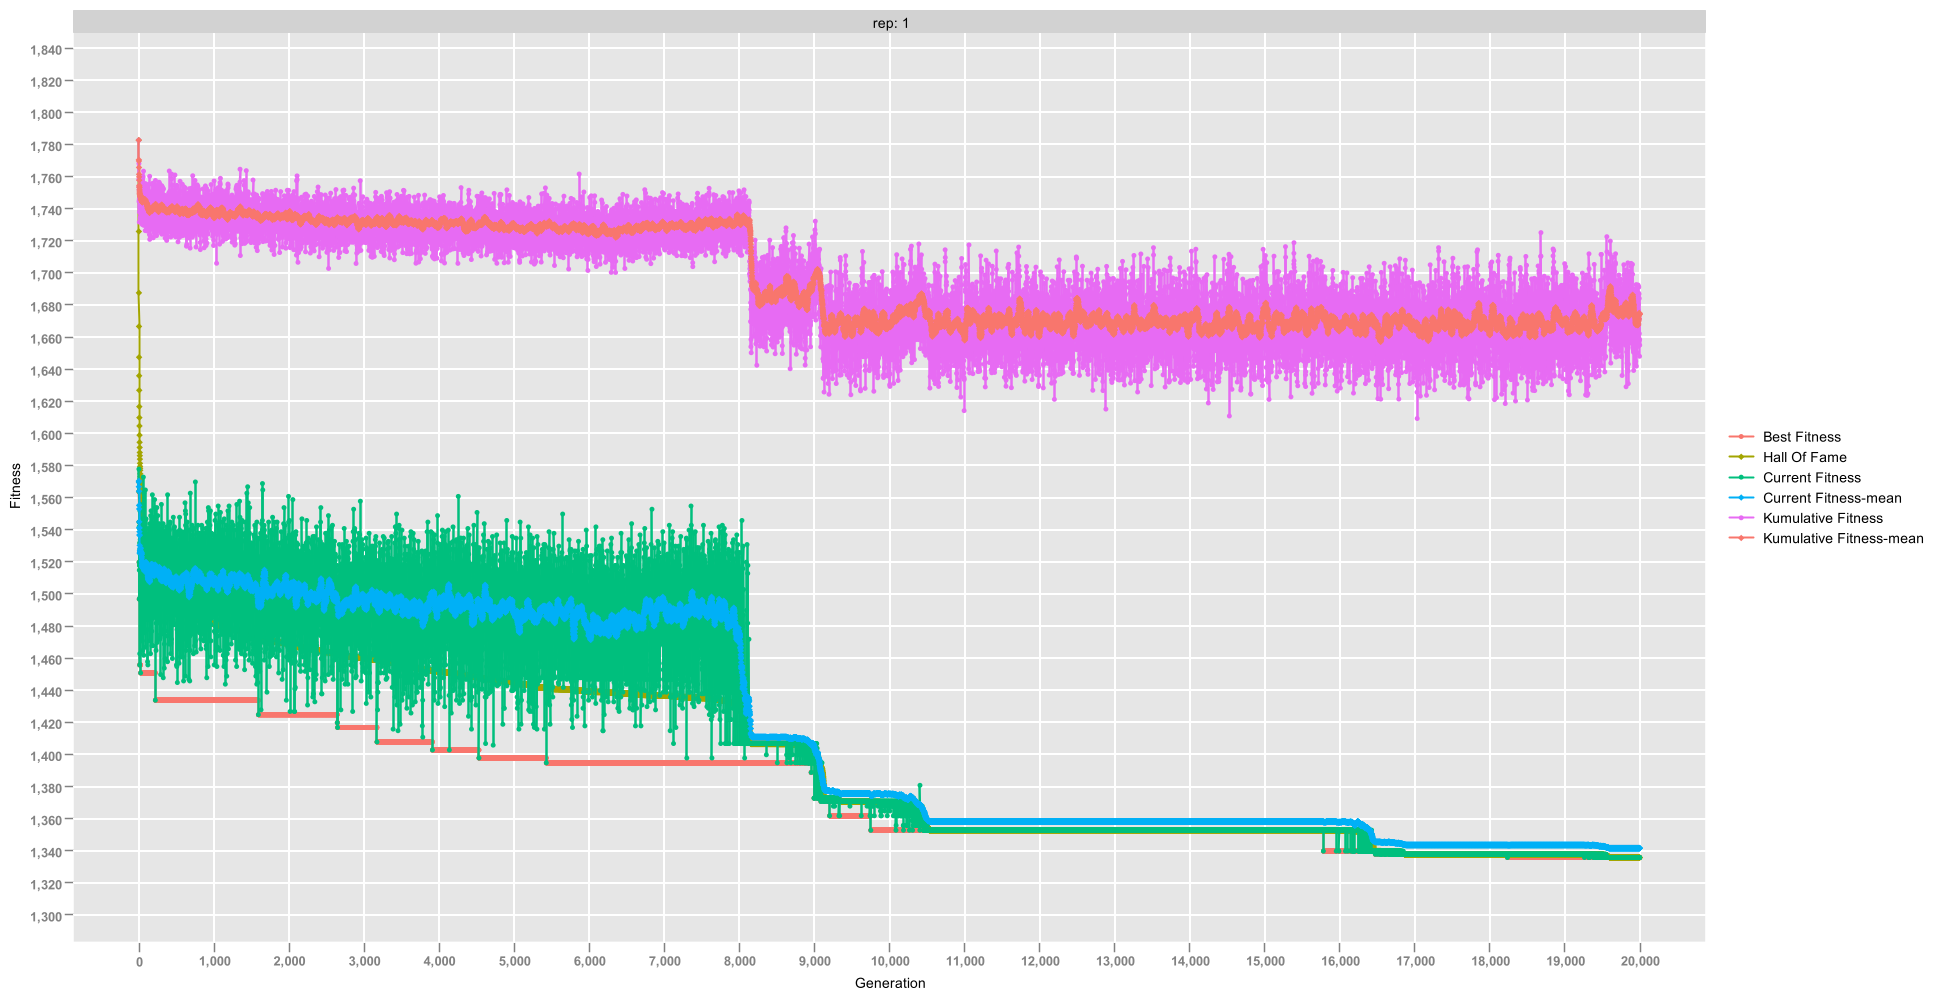 rep: 1
1,840
1,820
1,800
1,780
1,760
1,740
1,720
1,700
1,680
1,660
1,640
1,620
1,600
1,580
1,560
1,540
1,520
1,500
1,480
1,460
1,440
1,420
1,400
1,380
1,360
1,340
1,320
1,300
Fitness
0 1,000 2,000 3,000 4,000 5,000 6,000 7,000 8,000 9,000 10,000 11,000 12,000 13,000 14,000 15,000 16,000 17,000 18,000 19,000 20,000
Generation
Best Fitness
Hall Of Fame
Current Fitness
Current Fitness-mean
Kumulative Fitness
Kumulative Fitness-mean